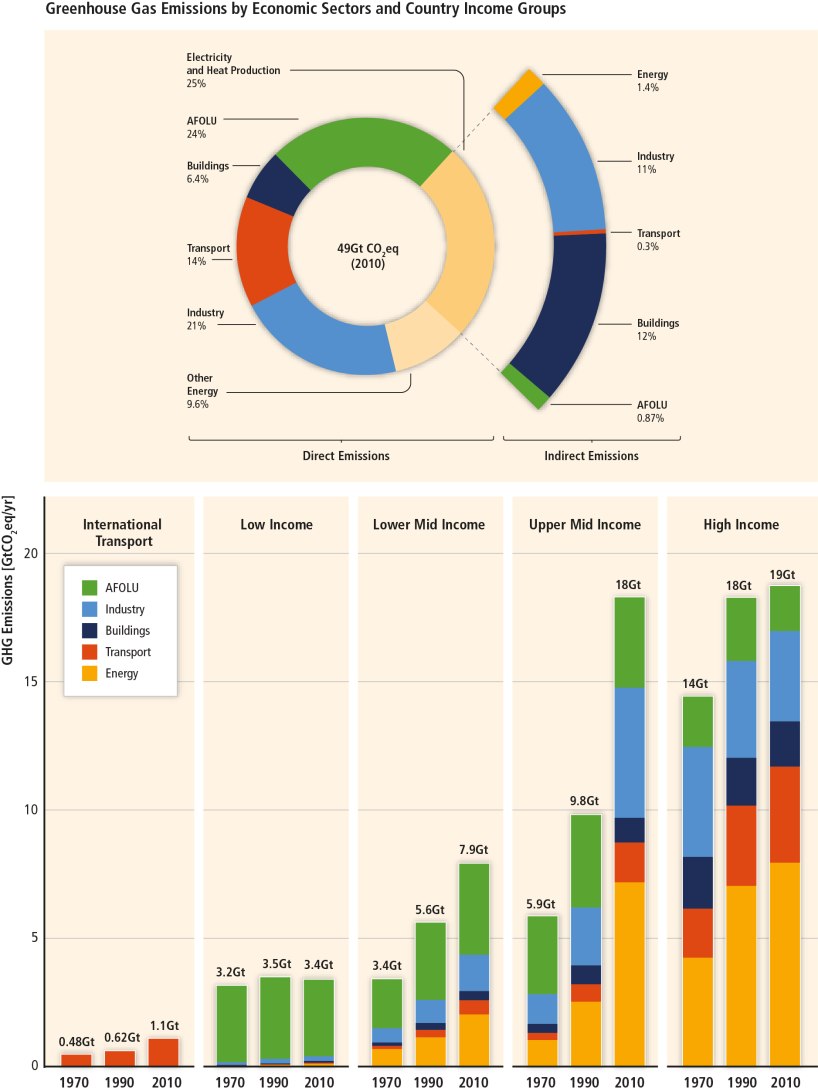 Greenhouse Gas Emissions by Economic Sectors and Country Income Groups
Electricity
and Heat Production
25%
AFOLU
24%
Buildings
6.4%
Transport
14%
Industry
21%
Other
Energy
9.6%
49Gt CO2eq
(2010)
Energy
1.4%
Industry
11%
Transport
0.3%
Buildings
12%
AFOLU
0.87%
Direct Emissions
Indirect Emissions
GHG Emissions [GtCO2eq/yr]
20
15
10
5
0
International
Transport
AFOLU
Industry
Buildings
Transport
Energy
0.48Gt
0.62Gt
1.1Gt
1970
1990
2010
Low Income
3.2Gt
3.5Gt
3.4Gt
1970
1990
2010
Lower Mid Income
3.4Gt
5.6Gt
7.9Gt
1970
1990
2010
Upper Mid Income
5.9Gt
9.8Gt
18Gt
1970
1990
2010
High Income
14Gt
18Gt
19Gt
1970
1990
2010